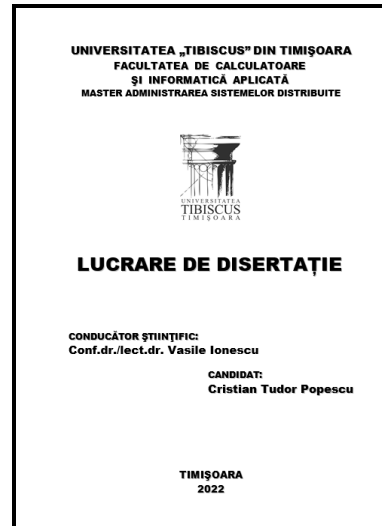 UNIVERSITATEA „TIBISCUS” DIN TIMIŞOARA
FACULTATEA DE CALCULATOARE
ŞI INFORMATICĂ APLICATĂ
MASTER ADMINISTRAREA SISTEMELOR DISTRIBUITE
UNIVERSITATEA
TIBISCUS
TIMIŞOARA
LUCRARE DE DISERTAȚIE
CONDUCĂTOR ŞTIINŢIFIC:
Conf.dr./lect.dr. Vasile Ionescu
CANDIDAT:
Cristian Tudor Popescu
TIMIŞOARA
2022